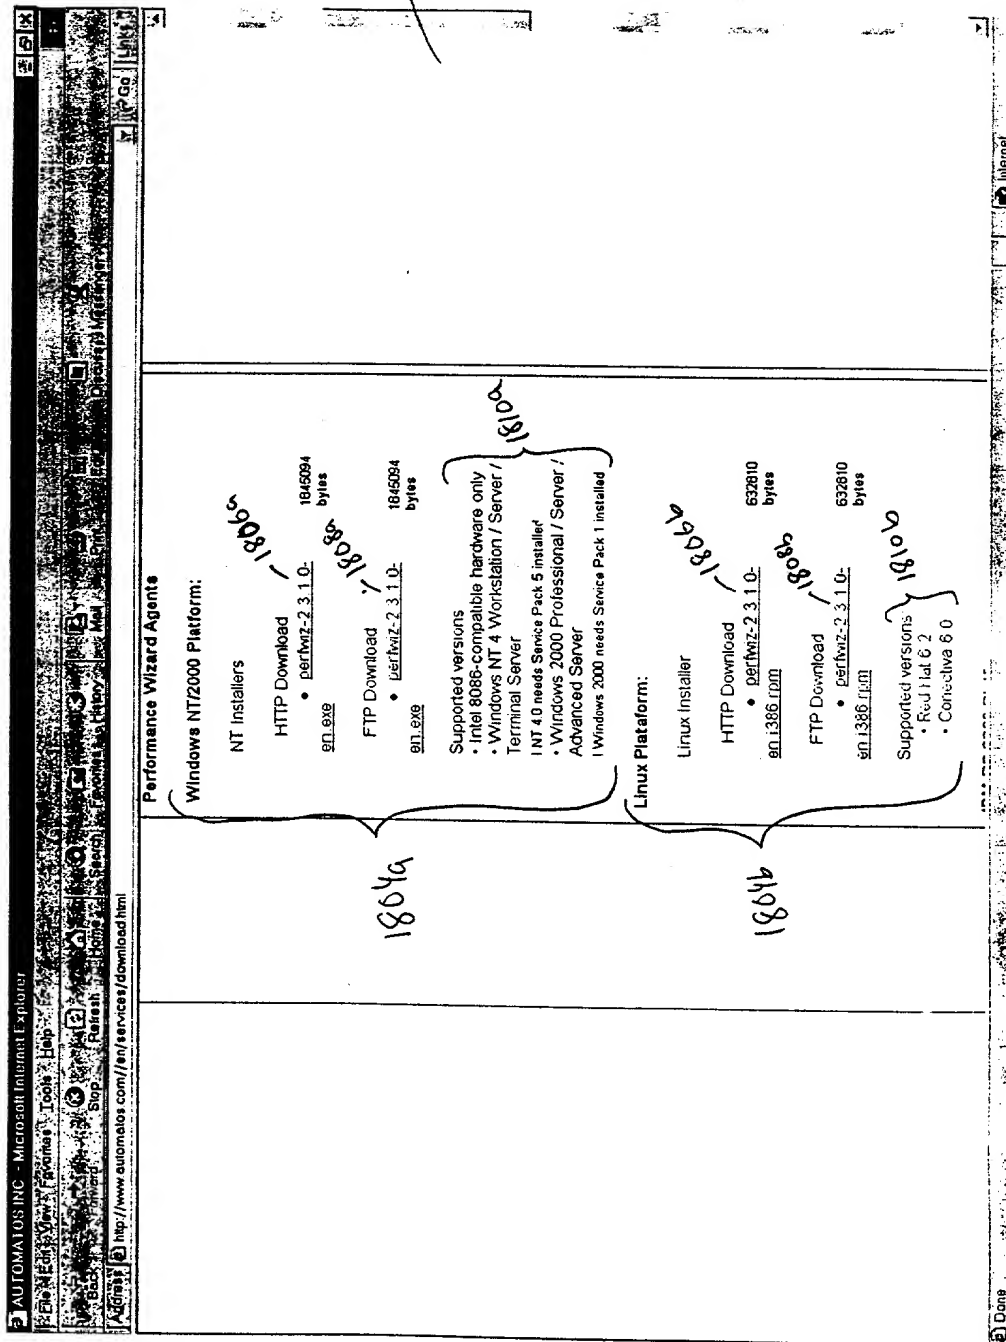 AUTOMATOS INC - Microsoft Internet Explorer
File Edit View Favorites Tools Help
Back Forward Stop Refresh Home Search Favorites History Mail Print Messenger
Address http://www.automatos.com//en/services/download html Go Links
Performance Wizard Agents
Windows NT/2000 Platform:
NT Installers
1806a
HTTP Download
• perfwiz-2 3 1 0- 1845094
en.exe bytes
1808a
FTP Download
• perfwiz-2 3 1 0- 1845094
en.exe bytes
1804a
Supported versions
• Intel 8086-compatible hardware only
• Windows NT 4 Workstation / Server /
Terminal Server
! NT 4.0 needs Service Pack 5 installed
• Windows 2000 Professional / Server /
Advanced Server
! Windows 2000 needs Service Pack 1 installed
1810a
Linux Plataform:
Linux Installer
1806b
HTTP Download
• perfwiz-2 3 1 0- 632810
en i386 rpm bytes
1808b
FTP Download
• perfwiz-2 3 1 0- 632810
en i386 rpm bytes
1804b
Supported versions
• Red Hat 6 2
• Conectiva 6 0
1810b
Done Internet